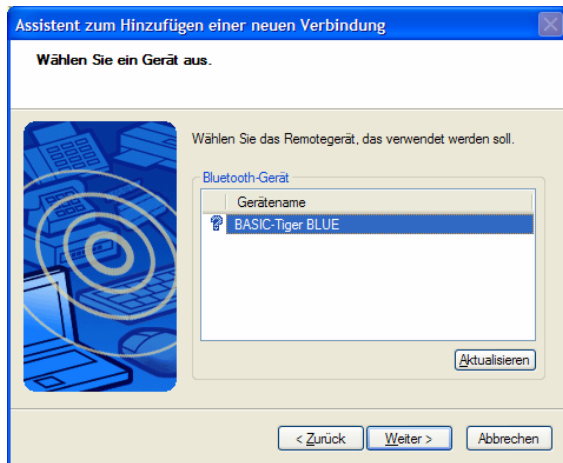 Assistent zum Hinzufügen einer neuen Verbindung
Wählen Sie ein Gerät aus.
Wählen Sie das Remotegerät, das verwendet werden soll.
Bluetooth-Gerät
Gerätename
BASIC-Tiger BLUE
Aktualisieren
< Zurück Weiter > Abbrechen